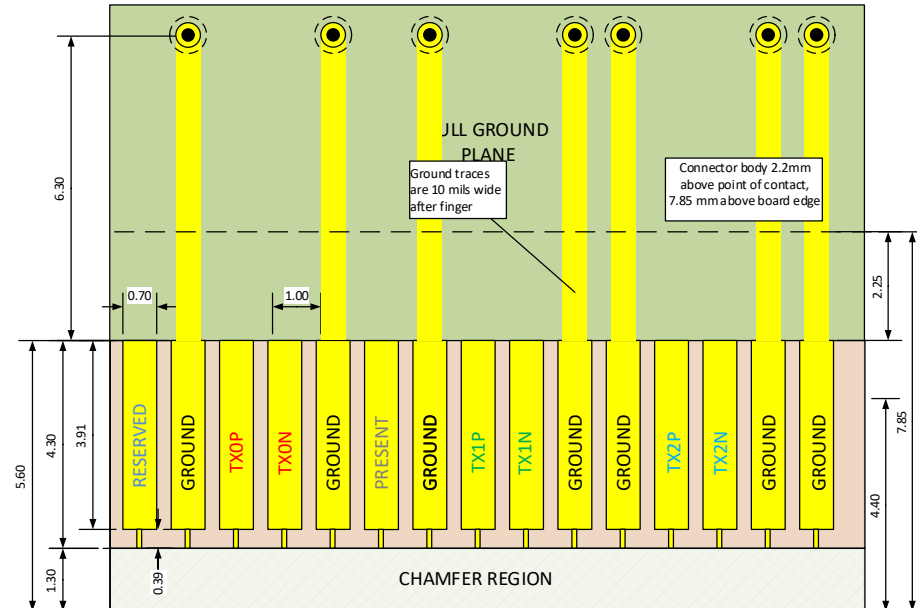 ULL GROUND
PLANE
Ground traces
are 10 mils wide
after finger
Connector body 2.2mm
above point of contact,
7.85 mm above board edge
6.30
2.25
0.70
1.00
5.60
4.30
3.91
RESERVED
GROUND
TX0P
TX0N
GROUND
PRESENT
GROUND
TX1P
TX1N
GROUND
GROUND
TX2P
TX2N
GROUND
GROUND
7.85
4.40
1.30
0.39
CHAMFER REGION